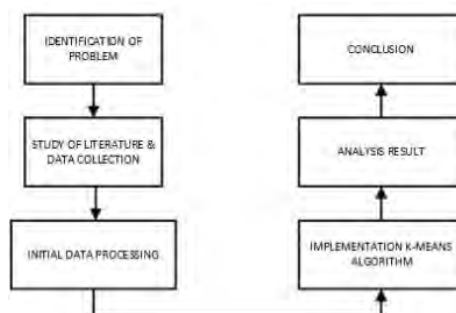 IDENTIFICATION OF
PROBLEM
STUDY OF LITERATURE &
DATA COLLECTION
INITIAL DATA PROCESSING
IMPLEMENTATION K-MEANS
ALGORITHM
ANALYSIS RESULT
CONCLUSION